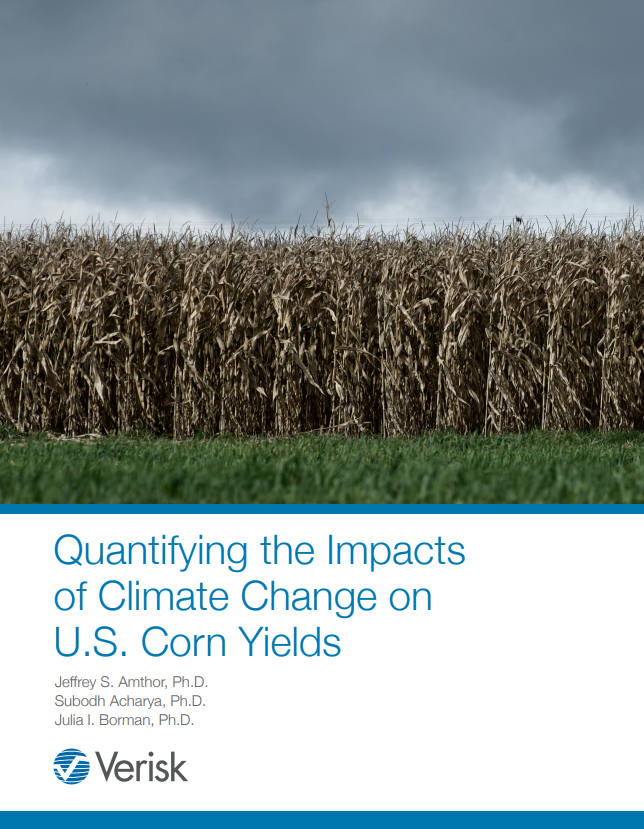 Quantifying the Impacts
of Climate Change on
U.S. Corn Yields
Jeffrey S. Amthor, Ph.D.
Subodh Acharya, Ph.D.
Julia I. Borman, Ph.D.
Verisk